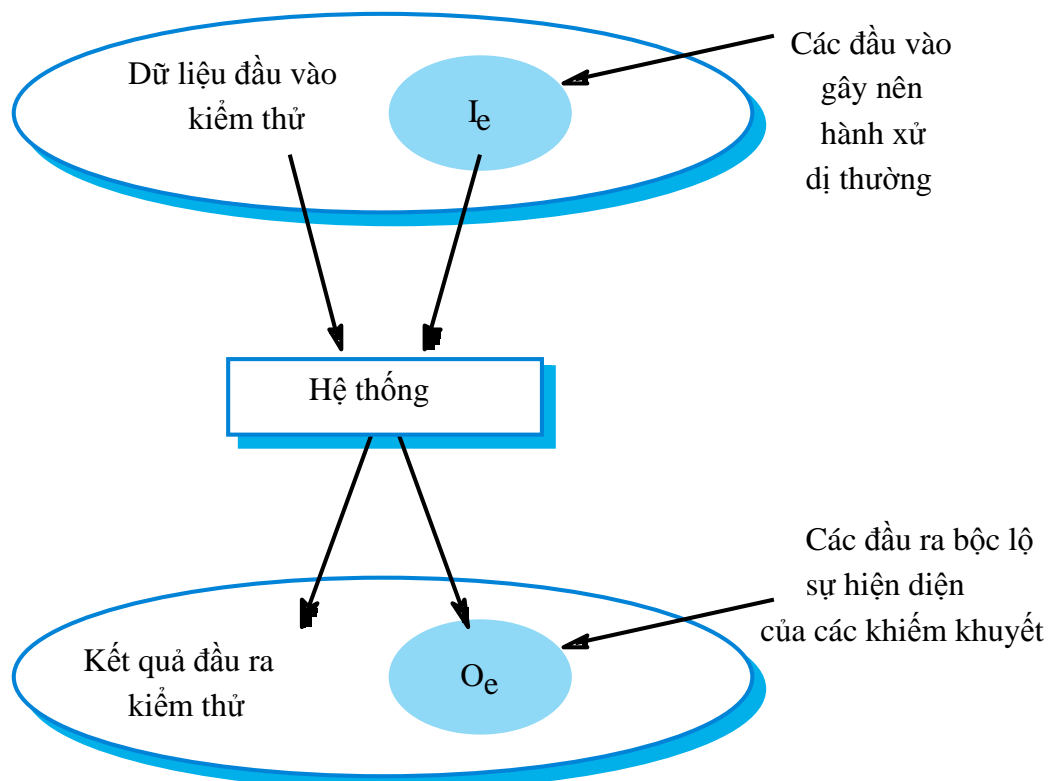 Dữ liệu đầu vào
kiểm thử
Ie
Các đầu vào
gây nên
hành xử
dị thường
Hệ thống
Các đầu ra bộc lộ
sự hiện diện
của các khiếm khuyết
Kết quả đầu ra
kiểm thử
Oe